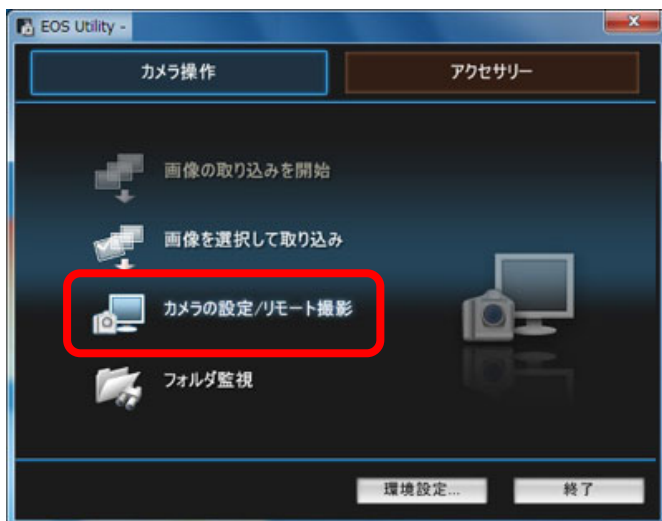 EOS Utility -
カメラ操作
アクセサリー
画像の取り込みを開始
画像を選択して取り込み
カメラの設定/リモート撮影
フォルダ監視
環境設定...
終了